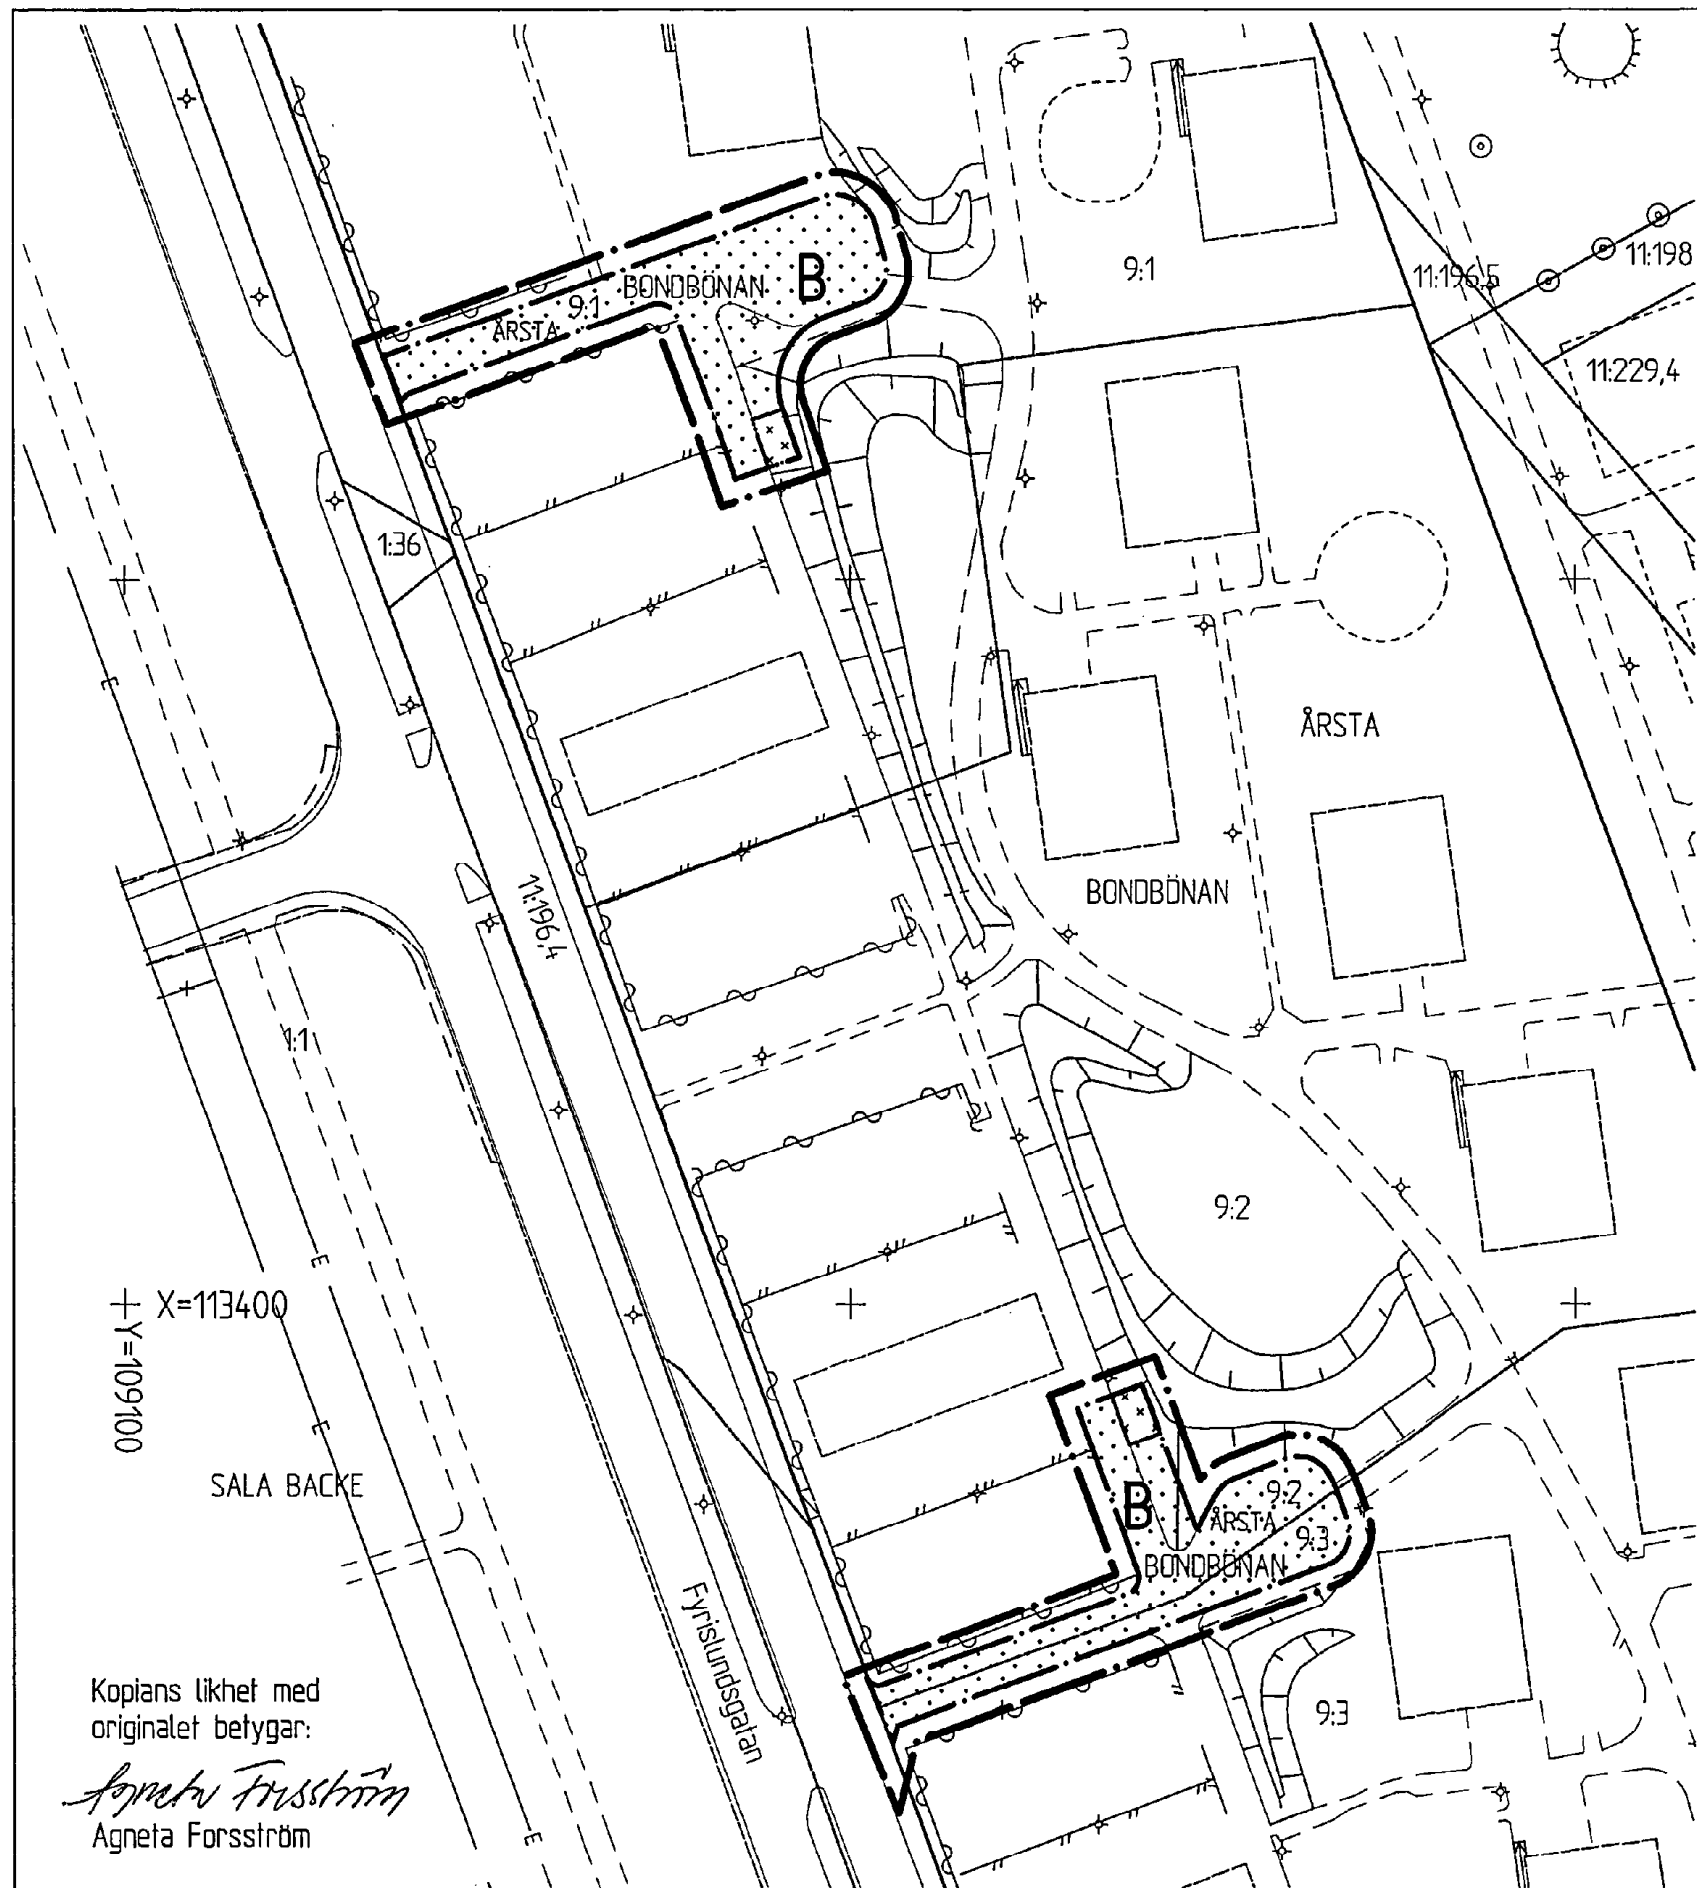 9:1
11:196,5
11:198
BONDBÖNAN
B
9:1
ÅRSTA
11:229,4
1:36
ÅRSTA
BONDBÖNAN
11:196,4
1:1
9:2
X=113400
Y=109100
SALA BACKE
B
9:2
ÅRSTA
9:3
BONDBÖNAN
Fyrislundsgatan
9:3
Kopians likhet med
originalet betygar:
Agneta Forsström
Agneta Forsström
E
E
E
E
E